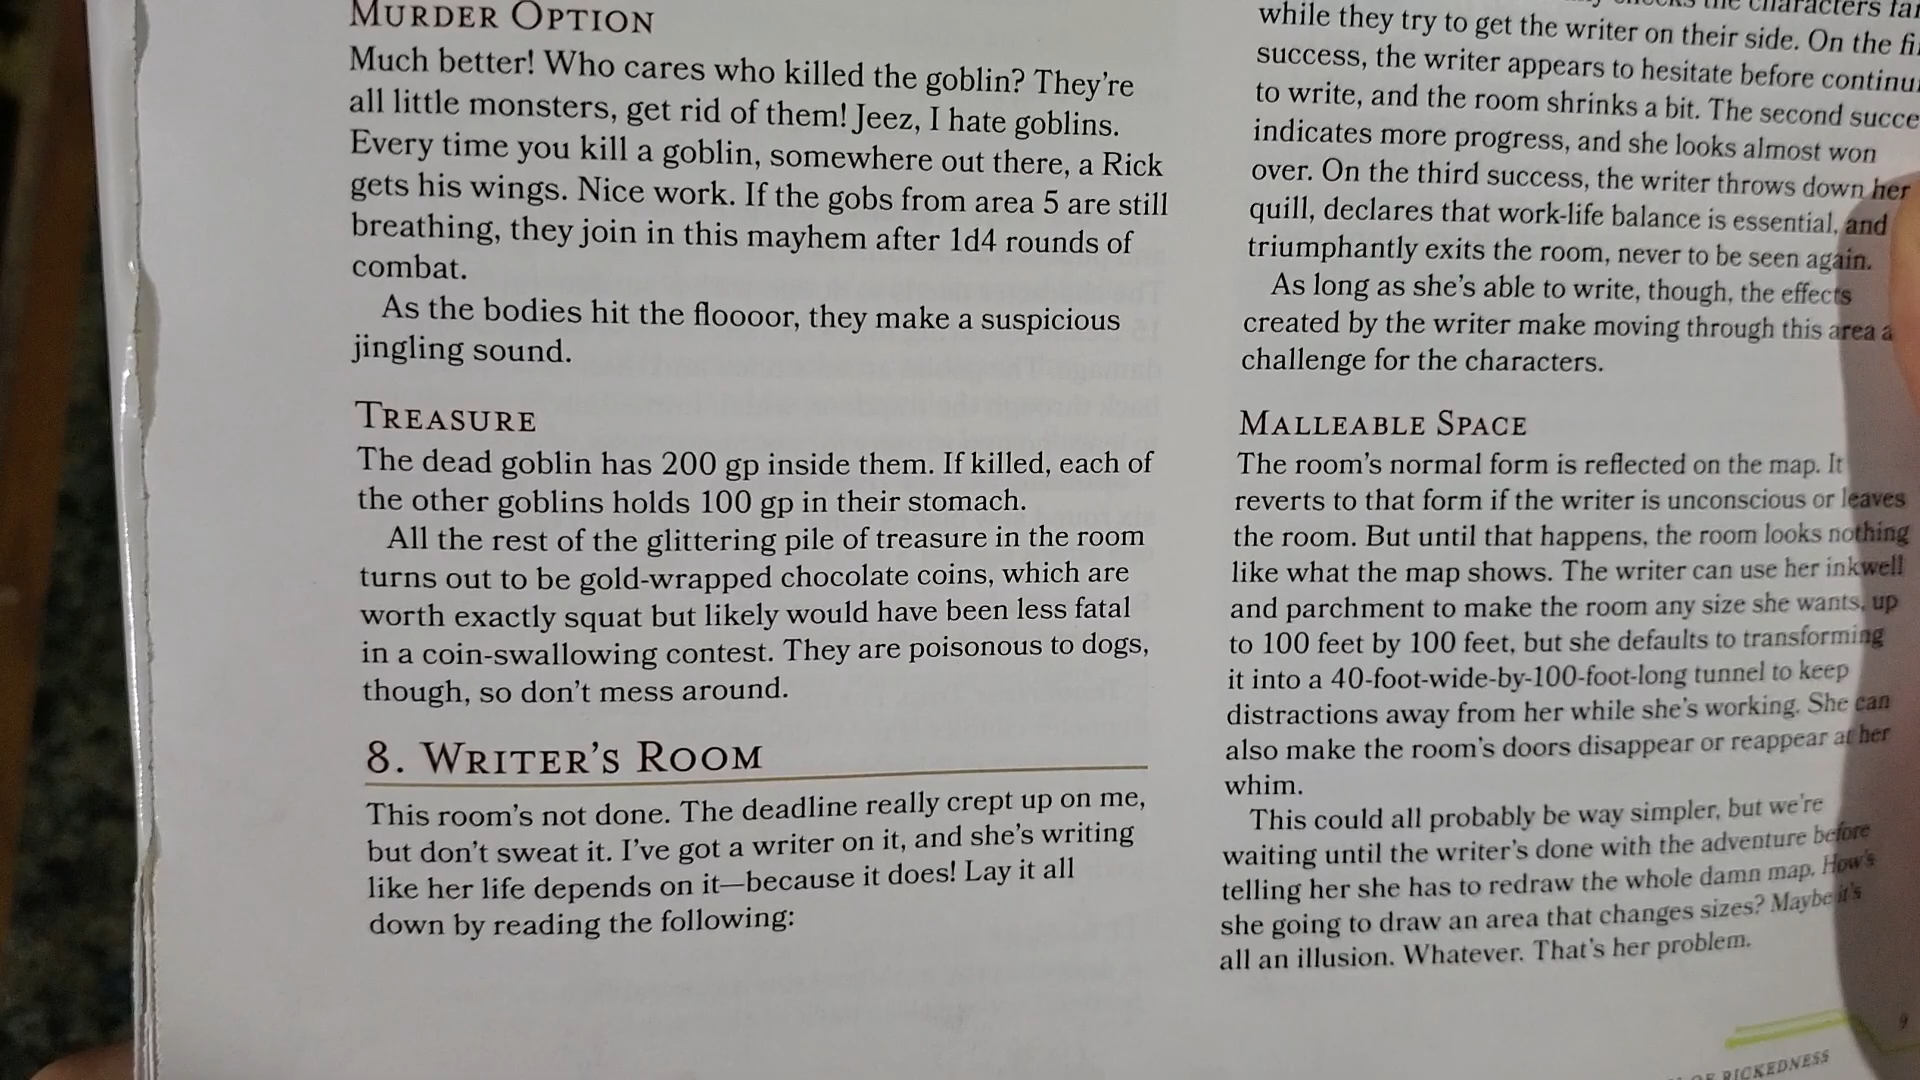 MURDER OPTION
Much better! Who cares who killed the goblin? They're
all little monsters, get rid of them! Jeez, I hate goblins.
Every time you kill a goblin, somewhere out there, a Rick
gets his wings. Nice work. If the gobs from area 5 are still
breathing, they join in this mayhem after 1d4 rounds of
combat.
As the bodies hit the floooor, they make a suspicious
jingling sound.
TREASURE
The dead goblin has 200 gp inside them. If killed, each of
the other goblins holds 100 gp in their stomach.
All the rest of the glittering pile of treasure in the room
turns out to be gold-wrapped chocolate coins, which are
worth exactly squat but likely would have been less fatal
in a coin-swallowing contest. They are poisonous to dogs,
though, so don't mess around.
8. WRITER'S ROOM
This room's not done. The deadline really crept up on me,
but don't sweat it. I've got a writer on it, and she's writing
like her life depends on it—because it does! Lay it all
down by reading the following:
the characters
while they try to get the writer on their side. On the
success, the writer appears to hesitate before
to write, and the room shrinks a bit. The second
indicates more progress, and she looks almost won
over. On the third success, the writer throws down her
quill, declares that work-life balance is essential, and
triumphantly exits the room, never to be seen again.
As long as she's able to write, though, the effects
created by the writer make moving through this area a
challenge for the characters.
MALLEABLE SPACE
The room's normal form is reflected on the map. It
reverts to that form if the writer is unconscious or leaves
the room. But until that happens, the room looks nothing
like what the map shows. The writer can use her inkwell
and parchment to make the room any size she wants, up
to 100 feet by 100 feet, but she defaults to transforming
it into a 40-foot-wide-by-100-foot-long tunnel to keep
distractions away from her while she's working. She can
also make the room's doors disappear or reappear at her
whim.
This could all probably be way simpler, but we're
waiting until the writer's done with the adventure before
telling her she has to redraw the whole damn map. How's
she going to draw an area that changes sizes? Maybe it's
all an illusion. Whatever. That's her problem.
9
OF RICKEDNESS